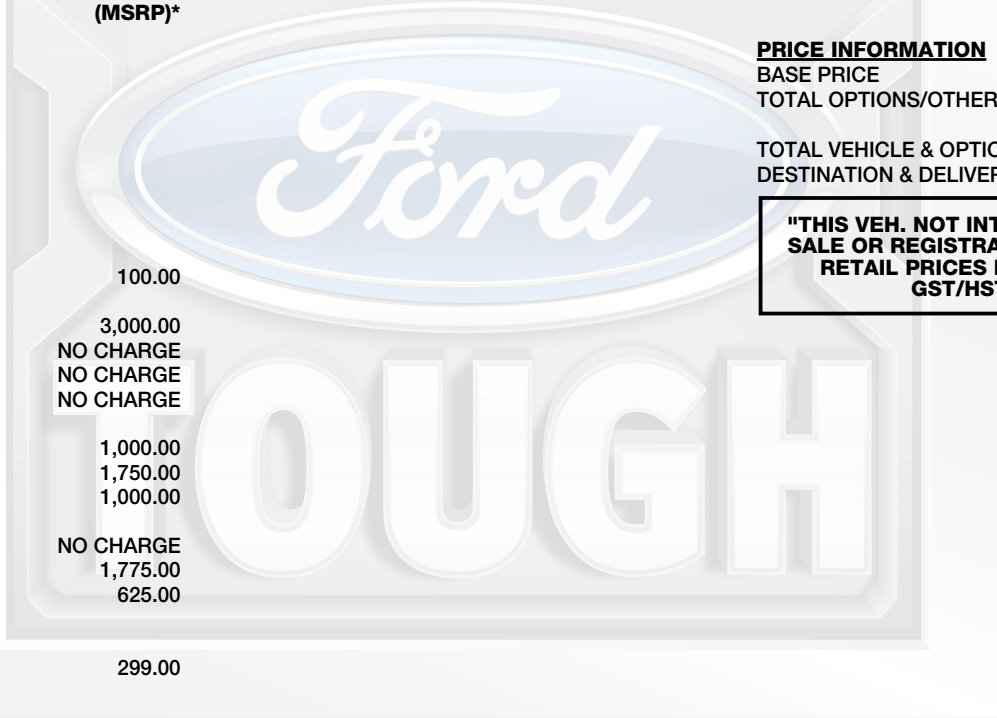 (MSRP)*
100.00
3,000.00
NO CHARGE
NO CHARGE
NO CHARGE
1,000.00
1,750.00
1,000.00
NO CHARGE
1,775.00
625.00
299.00
PRICE INFORMATION
BASE PRICE
TOTAL OPTIONS/OTHER
TOTAL VEHICLE & OPTIO
DESTINATION & DELIVER
"THIS VEH. NOT INT
SALE OR REGISTRA
RETAIL PRICES
GST/HST
Ford
TOUGH